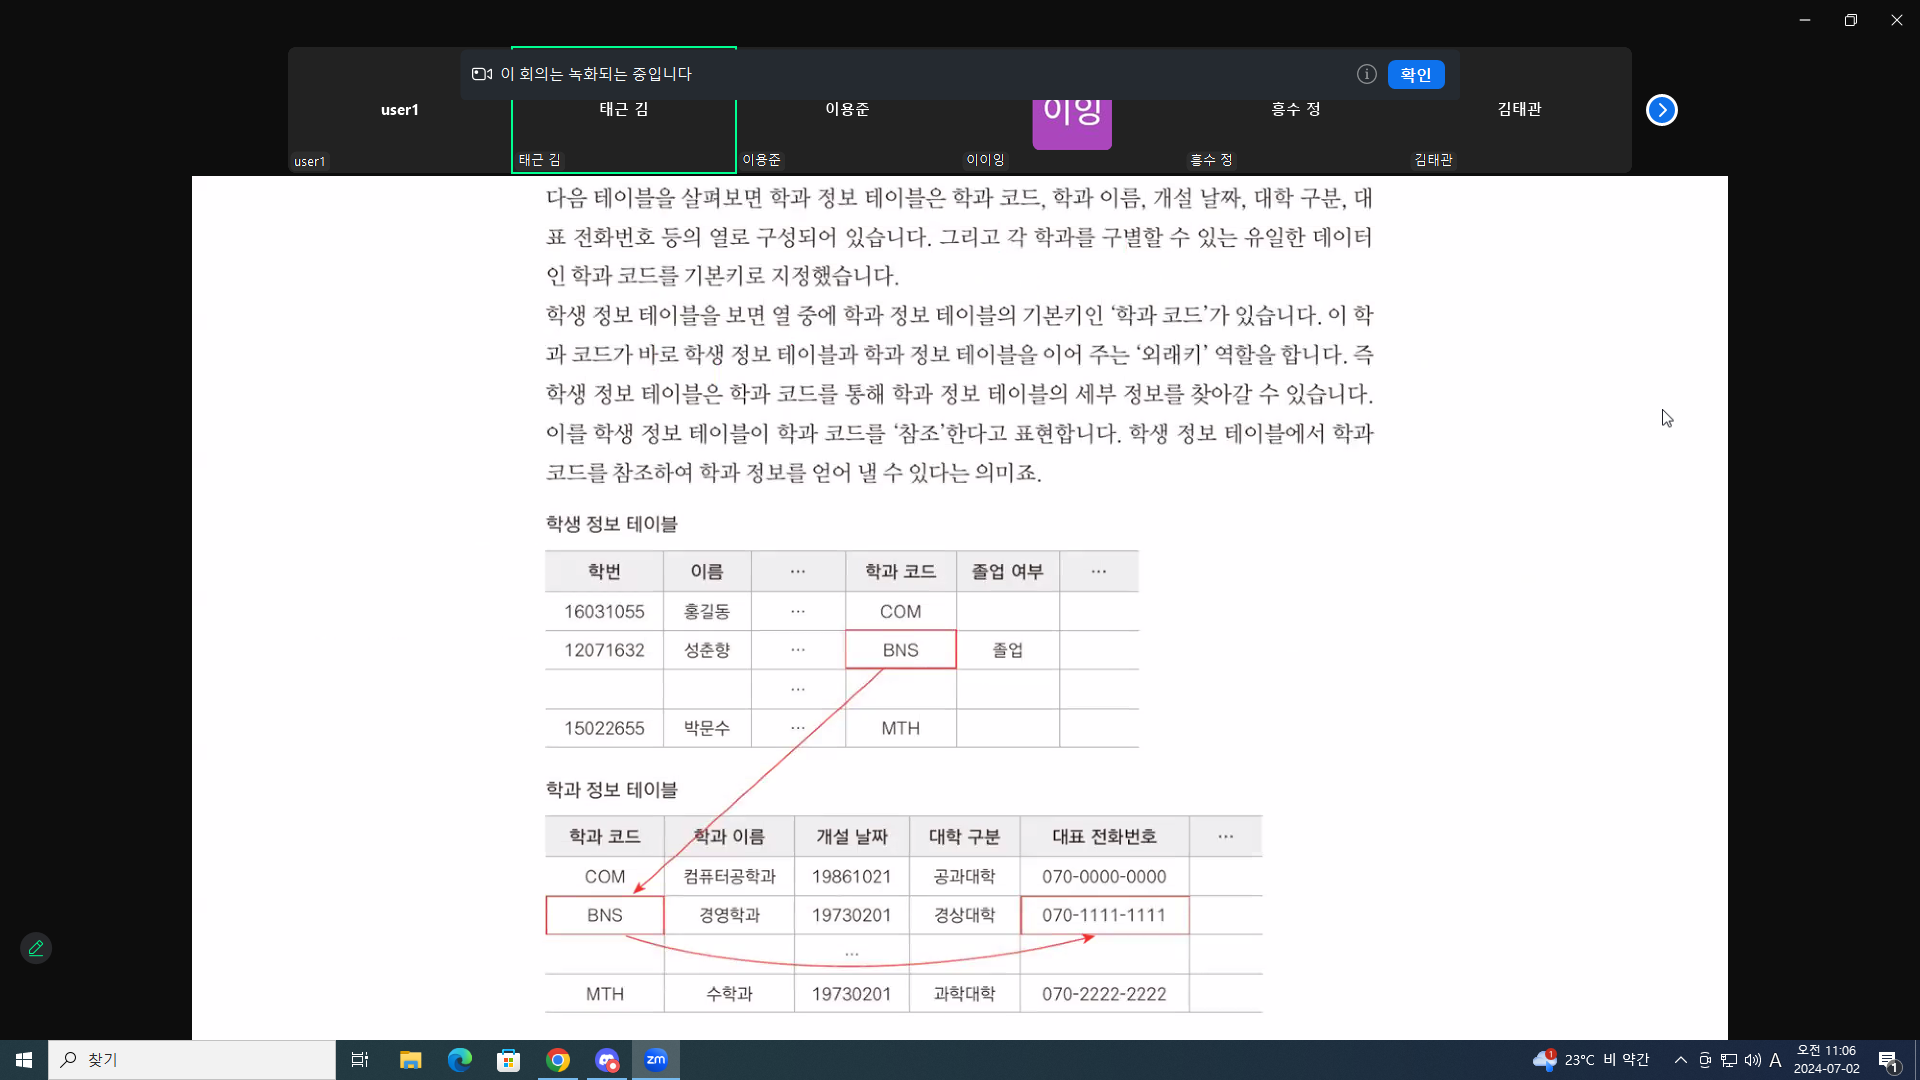 이 회의는 녹화되는 중입니다
확인
user1
태근 김
이용준
이잉
흥수 정
김태관
user1
태근 김
이용준
이이잉
흥수 정
김태관
다음 테이블을 살펴보면 학과 정보 테이블은 학과 코드, 학과 이름, 개설 날짜, 대학 구분, 대
표 전화번호 등의 열로 구성되어 있습니다. 그리고 각 학과를 구별할 수 있는 유일한 데이터
인 학과 코드를 기본키로 지정했습니다.
학생 정보 테이블을 보면 열 중에 학과 정보 테이블의 기본키인 ‘학과 코드’가 있습니다. 이 학
과 코드가 바로 학생 정보 테이블과 학과 정보 테이블을 이어 주는 ‘외래키’ 역할을 합니다. 즉
학생 정보 테이블은 학과 코드를 통해 학과 정보 테이블의 세부 정보를 찾아갈 수 있습니다.
이를 학생 정보 테이블이 학과 코드를 ‘참조’한다고 표현합니다. 학생 정보 테이블에서 학과
코드를 참조하여 학과 정보를 얻어 낼 수 있다는 의미죠.
학생 정보 테이블
학번 이름 … 학과 코드 졸업 여부 …
16031055 홍길동 … COM
12071632 성춘향 … BNS 졸업
…
15022655 박문수 … MTH
학과 정보 테이블
학과 코드 학과 이름 개설 날짜 대학 구분 대표 전화번호 …
COM 컴퓨터공학과 19861021 공과대학 070-0000-0000
BNS 경영학과 19730201 경상대학 070-1111-1111
…
MTH 수학과 19730201 과학대학 070-2222-2222
찾기
zm
1
23°C 비 약간
A
오전 11:06
2024-07-02
1